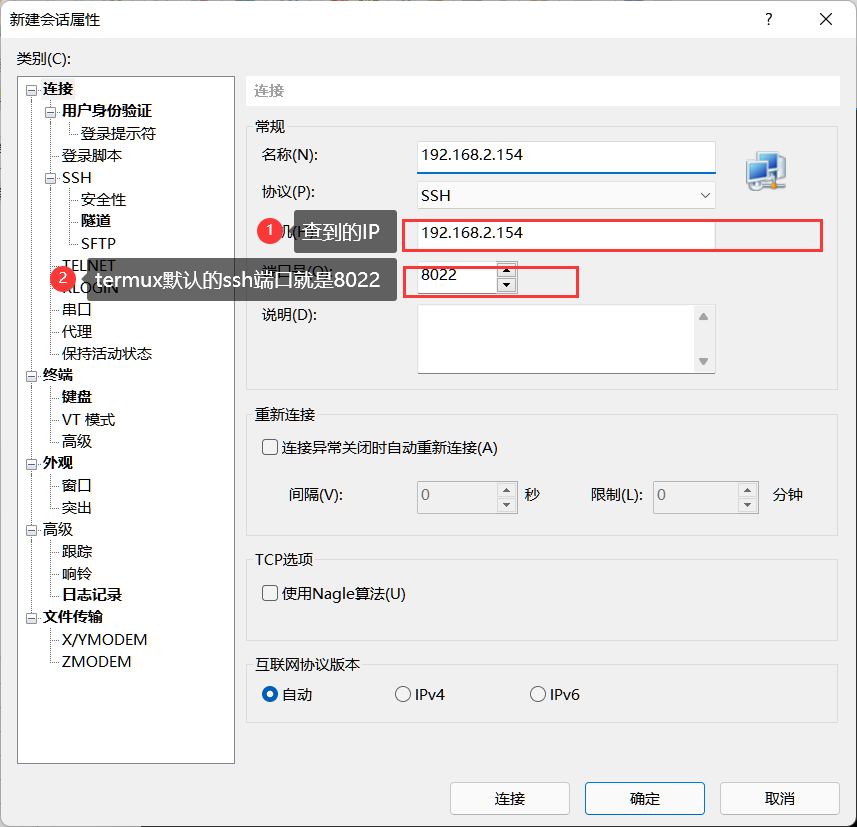 新建会话属性
?
类别(C):
连接
用户身份验证
登录提示符
登录脚本
SSH
安全性
隧道
SFTP
TELNET
RLOGIN
串口
代理
保持活动状态
终端
键盘
VT 模式
高级
外观
窗口
突出
高级
跟踪
响铃
日志记录
文件传输
X/YMODEM
ZMODEM
连接
常规
名称(N): 192.168.2.154
协议(P): SSH
1 查到的IP 192.168.2.154
2 termux默认的ssh端口就是8022 8022
说明(D):
重新连接
连接异常关闭时自动重新连接(A)
间隔(V): 0 秒 限制(L): 0 分钟
TCP选项
使用Nagle算法(U)
互联网协议版本
自动 IPv4 IPv6
连接 确定 取消